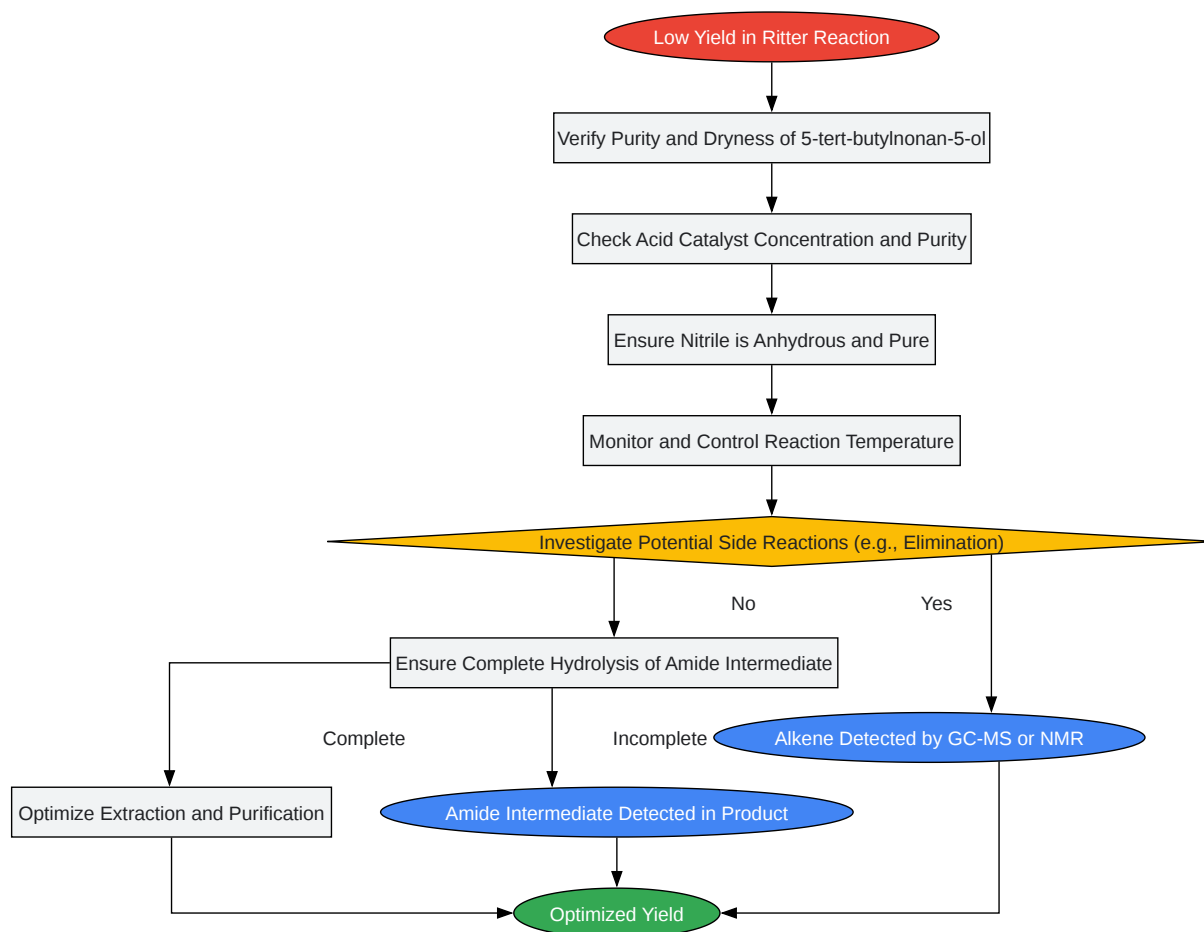 Low Yield in Ritter Reaction
Verify Purity and Dryness of 5-tert-butylnonan-5-ol
Check Acid Catalyst Concentration and Purity
Ensure Nitrile is Anhydrous and Pure
Monitor and Control Reaction Temperature
Investigate Potential Side Reactions (e.g., Elimination)
No
Yes
Ensure Complete Hydrolysis of Amide Intermediate
Complete
Incomplete
Alkene Detected by GC-MS or NMR
Optimize Extraction and Purification
Amide Intermediate Detected in Product
Optimized Yield